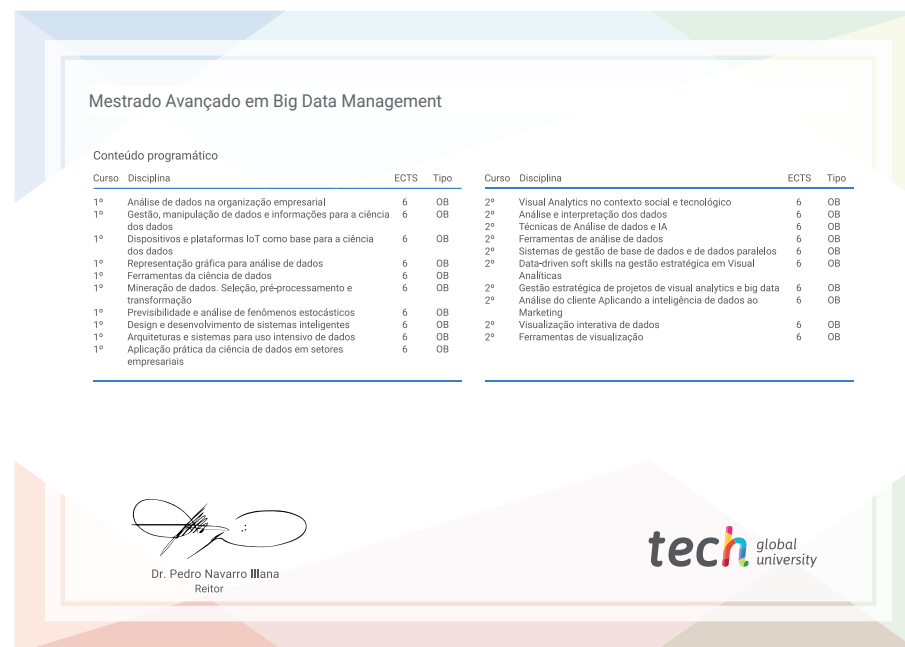 Mestrado Avançado em Big Data Management
Conteúdo programático
Curso Disciplina ECTS Tipo
1º Análise de dados na organização empresarial 6 OB
1º Gestão, manipulação de dados e informações para a ciência 6 OB
dos dados
1º Dispositivos e plataformas IoT como base para a ciência 6 OB
dos dados
1º Representação gráfica para análise de dados 6 OB
1º Ferramentas da ciência de dados 6 OB
1º Mineração de dados. Seleção, pré-processamento e 6 OB
transformação
1º Previsibilidade e análise de fenômenos estocásticos 6 OB
1º Design e desenvolvimento de sistemas inteligentes 6 OB
1º Arquiteturas e sistemas para uso intensivo de dados 6 OB
1º Aplicação prática da ciência de dados em setores 6 OB
empresariais
Curso Disciplina ECTS Tipo
2º Visual Analytics no contexto social e tecnológico 6 OB
2º Análise e interpretação dos dados 6 OB
2º Técnicas de Análise de dados e IA 6 OB
2º Ferramentas de análise de dados 6 OB
2º Sistemas de gestão de base de dados e de dados paralelos 6 OB
2º Data-driven soft skills na gestão estratégica em Visual 6 OB
Analíticas
2º Gestão estratégica de projetos de visual analytics e big data 6 OB
2º Análise do cliente Aplicando a inteligência de dados ao 6 OB
Marketing
2º Visualização interativa de dados 6 OB
2º Ferramentas de visualização 6 OB
Dr. Pedro Navarro Illana
Reitor
tech global
university